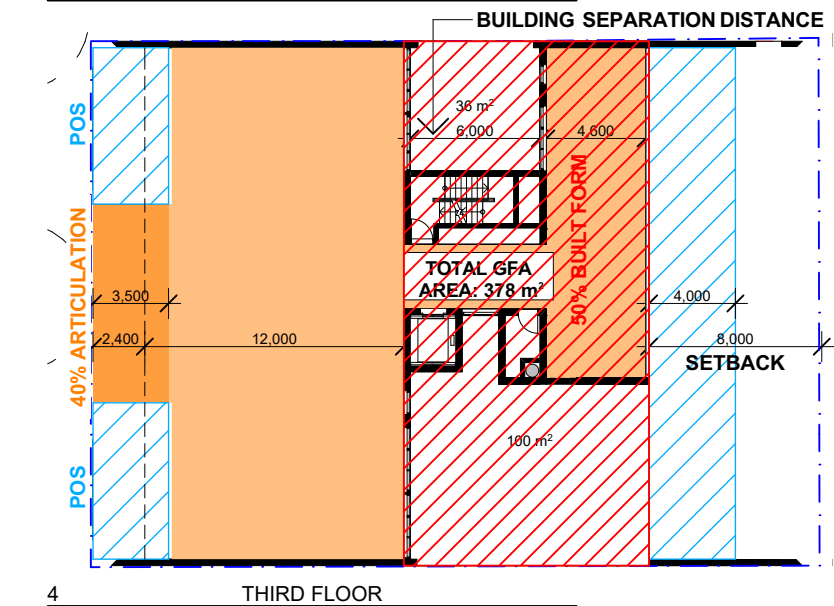 BUILDING SEPARATION DISTANCE
36 m²
6,000
4,600
POS
50% BUILT FORM
40% ARTICULATION
TOTAL GFA
AREA: 378 m²
3,500
4,000
2,400
12,000
8,000
SETBACK
100 m²
POS
4 THIRD FLOOR